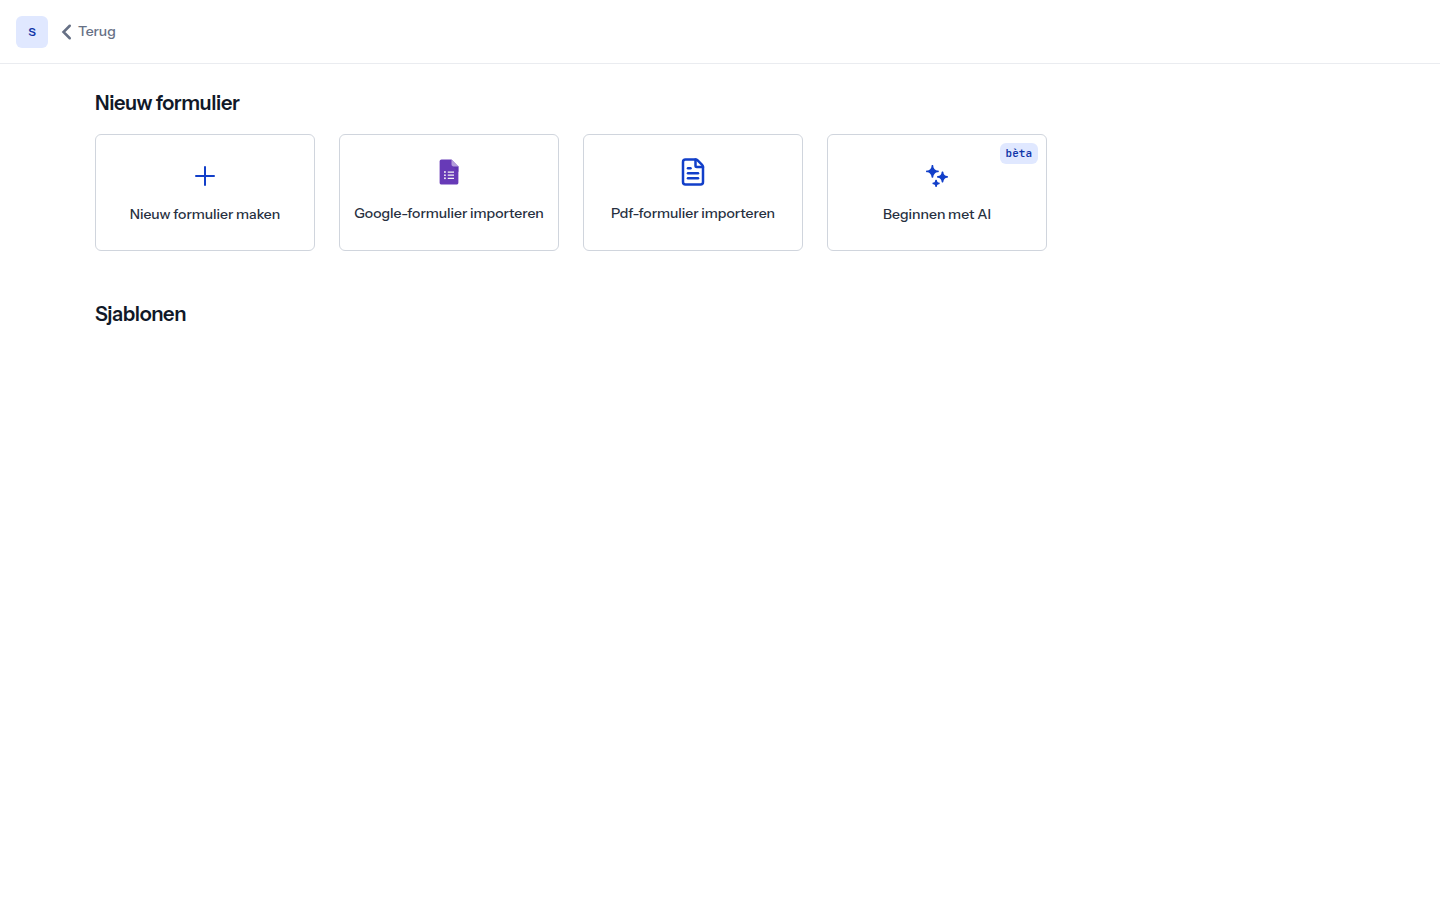 S
Terug
Nieuw formulier
Nieuw formulier maken
Google-formulier importeren
Pdf-formulier importeren
bèta
Beginnen met AI
Sjablonen